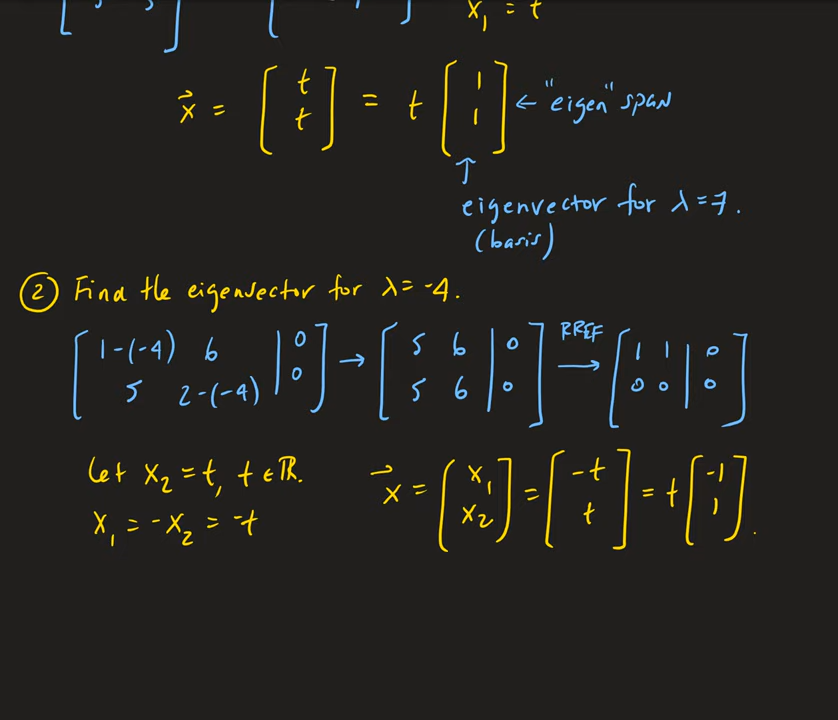 x₁ = t
x⃗ = [ t t ] = t [ 1 1 ] ← "eigen" span
↑
eigenvector for λ = 7.
(basis)
② Find the eigenvector for λ = -4.
[ 1-(-4) 6 | 0 ] → [ 5 6 | 0 ] RREF → [ 1 1 | 0 ]
[ 5 2-(-4) | 0 ] [ 5 6 | 0 ] [ 0 0 | 0 ]
Let x₂ = t, t ∈ ℝ.
x₁ = -x₂ = -t
x⃗ = [ x₁ x₂ ] = [ -t t ] = t [ -1 1 ].